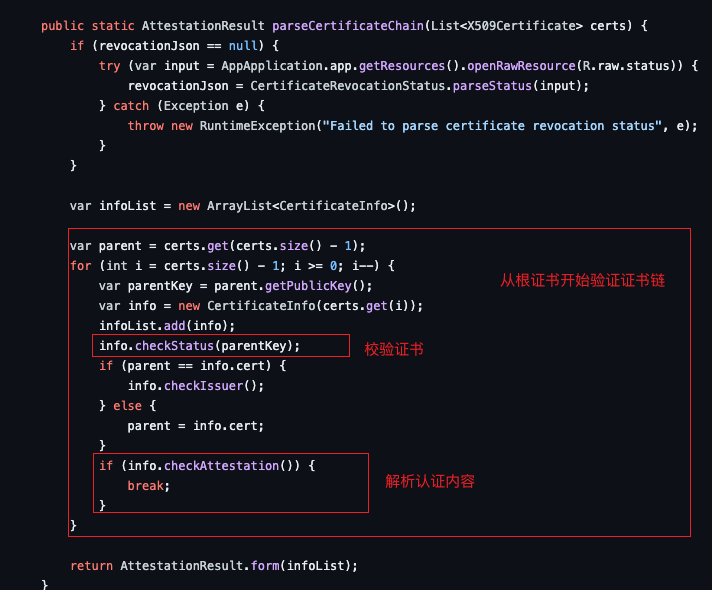 public static AttestationResult parseCertificateChain(List<X509Certificate> certs) {
if (revocationJson == null) {
try (var input = AppApplication.app.getResources().openRawResource(R.raw.status)) {
revocationJson = CertificateRevocationStatus.parseStatus(input);
} catch (Exception e) {
throw new RuntimeException("Failed to parse certificate revocation status", e);
}
}
var infoList = new ArrayList<CertificateInfo>();
var parent = certs.get(certs.size() - 1);
for (int i = certs.size() - 1; i >= 0; i--) {
从根证书开始验证证书链
var parentKey = parent.getPublicKey();
var info = new CertificateInfo(certs.get(i));
infoList.add(info);
info.checkStatus(parentKey);
校验证书
if (parent == info.cert) {
info.checkIssuer();
} else {
parent = info.cert;
}
if (info.checkAttestation()) {
解析认证内容
break;
}
}
return AttestationResult.form(infoList);
}